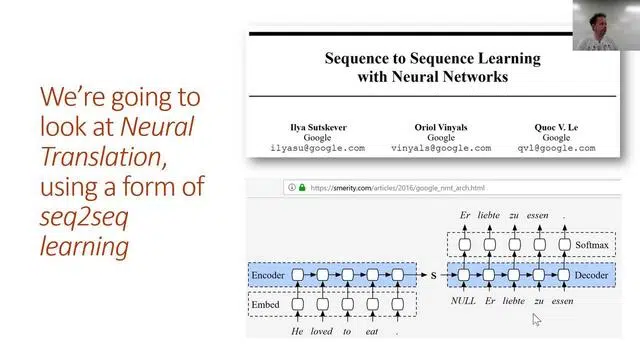 We're going to
look at Neural
Translation,
using a form of
seq2seq
learning
Sequence to Sequence Learning
with Neural Networks
Ilya Sutskever
Google
ilyasu@google.com
Oriol Vinyals
Google
vinyals@google.com
Quoc V. Le
Google
qvl@google.com
https://smerity.com/articles/2016/google_nmt_arch.html
Er liebte zu essen .
Softmax
Encoder
S
Decoder
Embed
NULL Er liebte zu essen
He loved to eat .